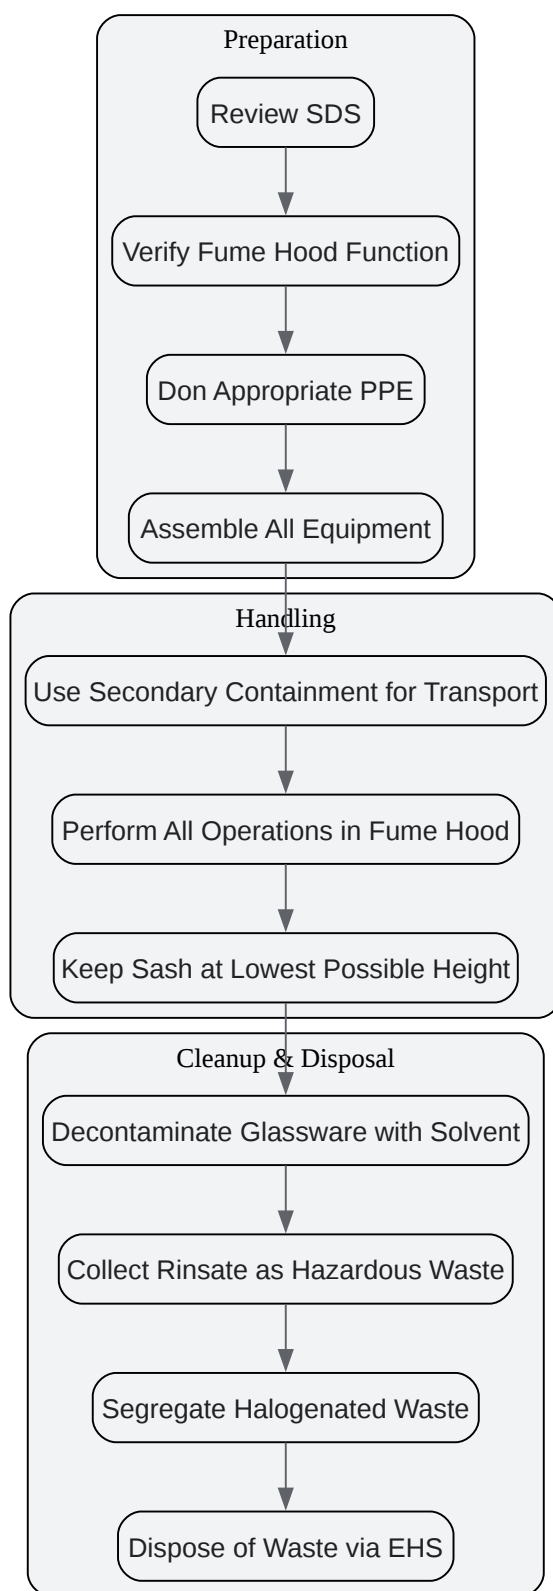 Preparation
Review SDS
Verify Fume Hood Function
Don Appropriate PPE
Assemble All Equipment
Handling
Use Secondary Containment for Transport
Perform All Operations in Fume Hood
Keep Sash at Lowest Possible Height
Cleanup & Disposal
Decontaminate Glassware with Solvent
Collect Rinsate as Hazardous Waste
Segregate Halogenated Waste
Dispose of Waste via EHS